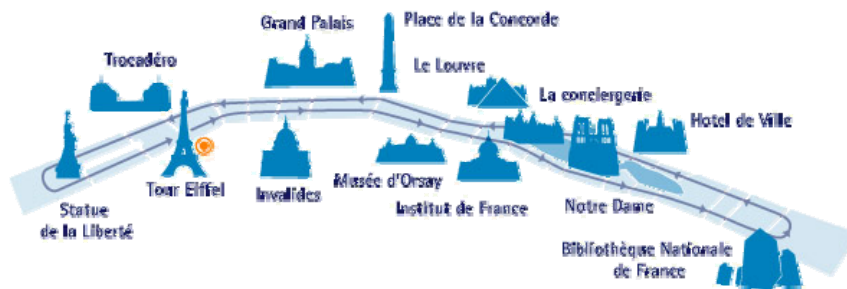 Place de la Concorde
Grand Palais
Trocadéro
Le Louvre
La conciergerie
Hotel de Ville
Tour Eiffel
Invalides
Musée d'Orsay
Institut de France
Notre Dame
Statue
de la Liberté
Bibliothèque Nationale
de France